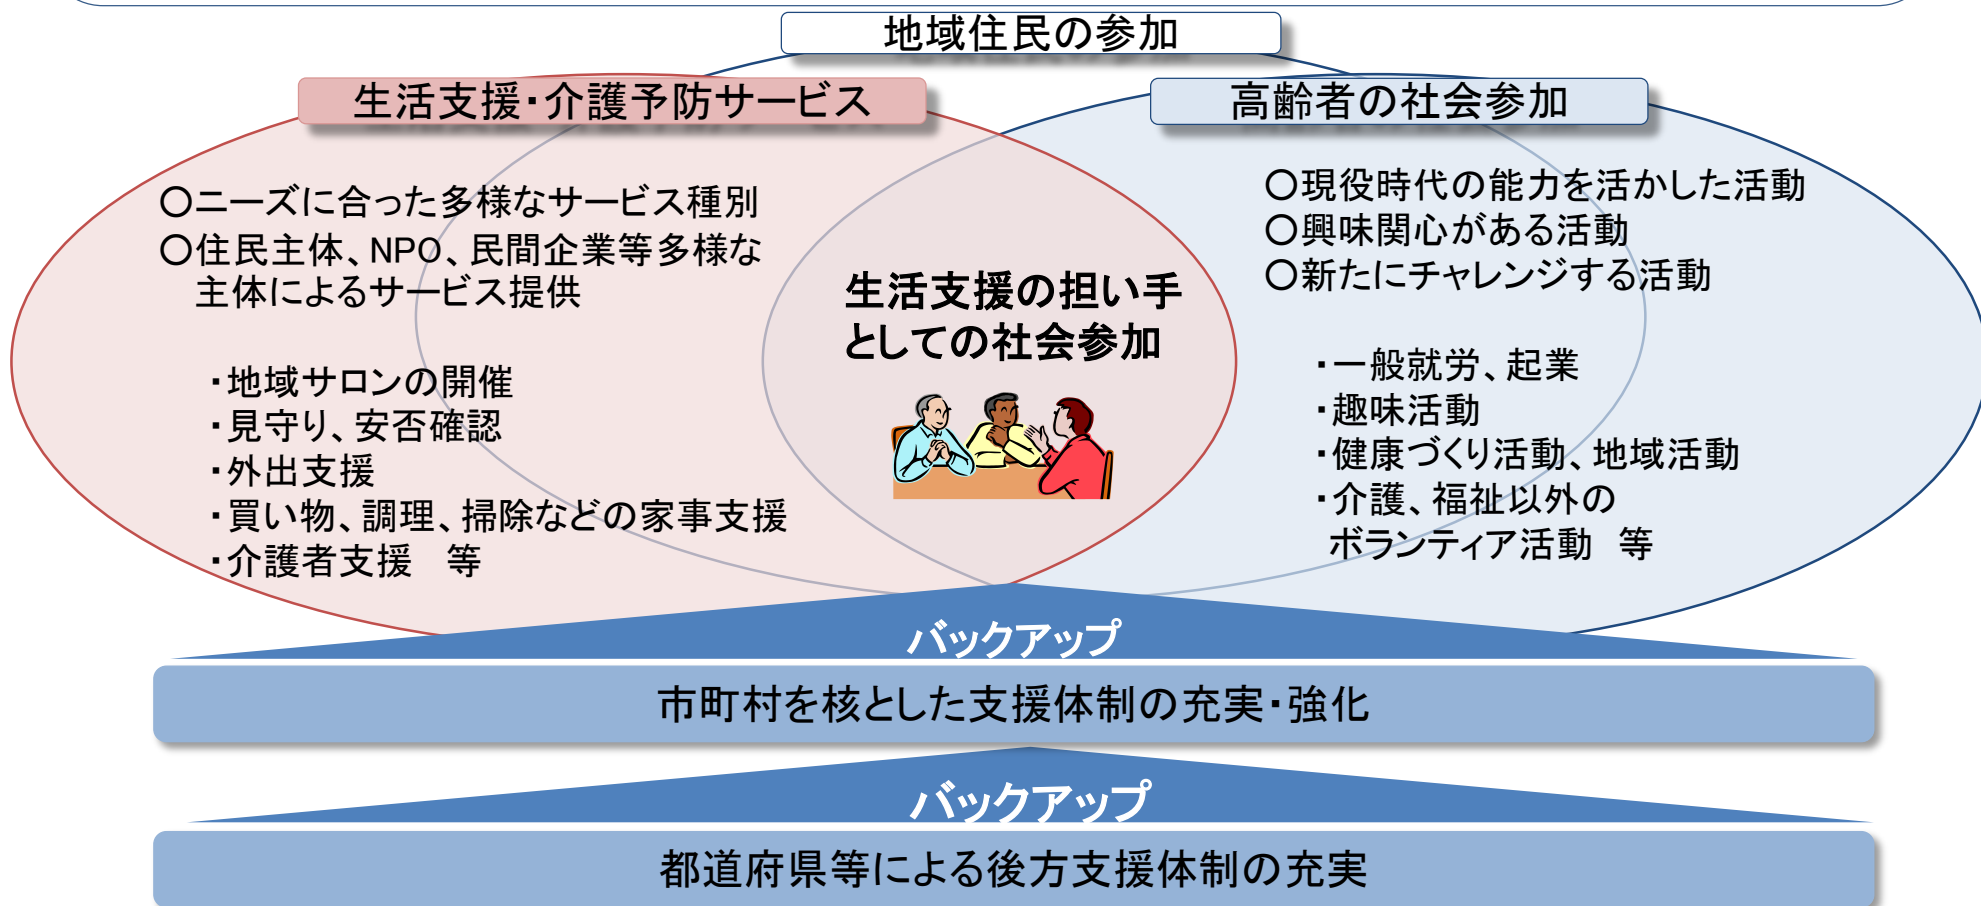 地域住民の参加
生活支援・介護予防サービス
○ニーズに合った多様なサービス種別
○住民主体、NPO、民間企業等多様な
主体によるサービス提供
・地域サロンの開催
・見守り、安否確認
・外出支援
・買い物、調理、掃除などの家事支援
・介護者支援　等
生活支援の担い手
としての社会参加
高齢者の社会参加
○現役時代の能力を活かした活動
○興味関心がある活動
○新たにチャレンジする活動
・一般就労、起業
・趣味活動
・健康づくり活動、地域活動
・介護、福祉以外の
ボランティア活動　等
バックアップ
市町村を核とした支援体制の充実・強化
バックアップ
都道府県等による後方支援体制の充実